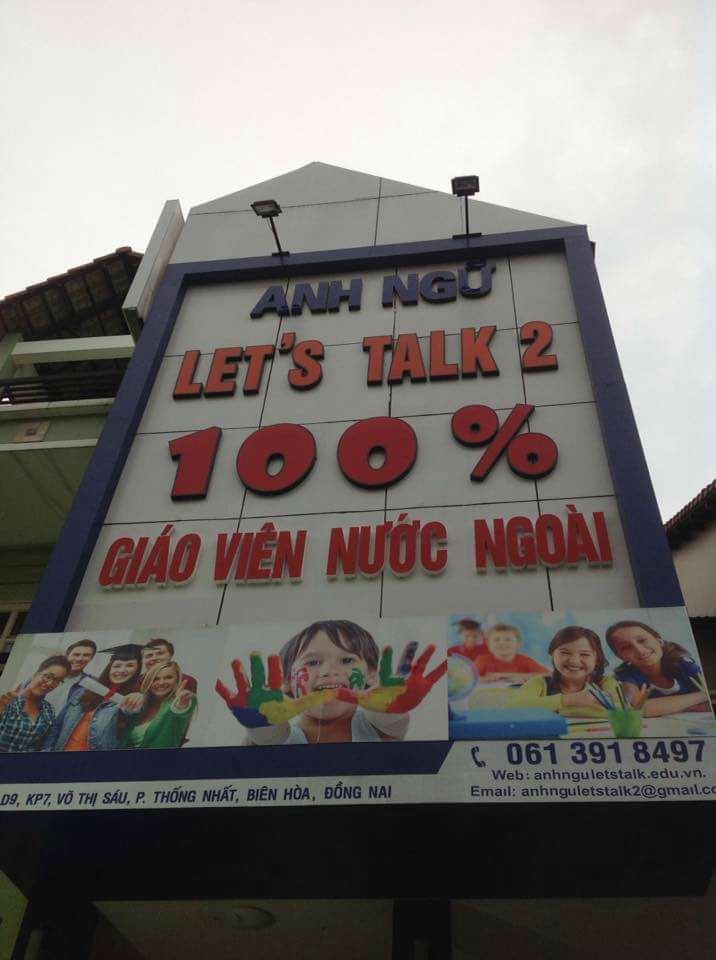 ANH NGỮ
LET'S TALK 2
100%
GIÁO VIÊN NƯỚC NGOÀI
061 391 8497
Web: anhnguletstalk.edu.vn.
Email: anhnguletstalk2@gmail.co
D9, KP7, VÕ THỊ SÁU, P. THỐNG NHẤT, BIÊN HÒA, ĐỒNG NAI